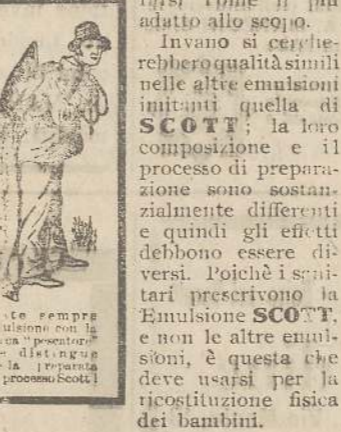 adatto allo scopo.
Invano si cerche-
rebbero qualità simili
nelle altre emulsioni
imitanti quella di
SCOTT; la loro
composizione e il
processo di prepara-
zione sono sostan-
zialmente differenti
e quindi gli effetti
debbono essere di-
versi. Poichè i sani-
tari prescrivono la
Emulsione SCOTT,
e non le altre emul-
sioni, è questa che
deve usarsi per la
ricostituzione fisica
dei bambini.
te sempre
ulsione con la
ca "pescatore"
e distingue
la preparata
processo Scott!